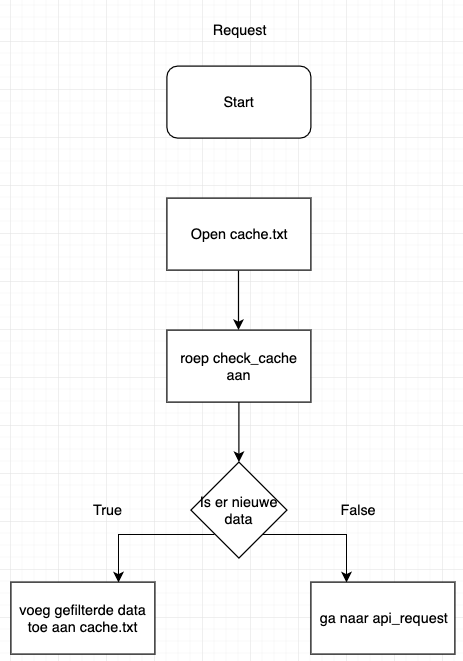 Request
Start
Open cache.txt
roep check_cache
aan
Is er nieuwe
data
True
False
voeg gefilterde data
toe aan cache.txt
ga naar api_request